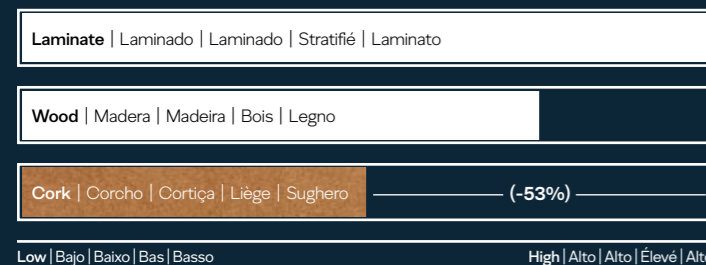 Laminate | Laminado | Laminado | Stratifié | Laminato
Wood | Madera | Madeira | Bois | Legno
Cork | Corcho | Cortiça | Liège | Sughero (-53%)
Low | Bajo | Baixo | Bas | Basso High | Alto | Alto | Élevé | Alto